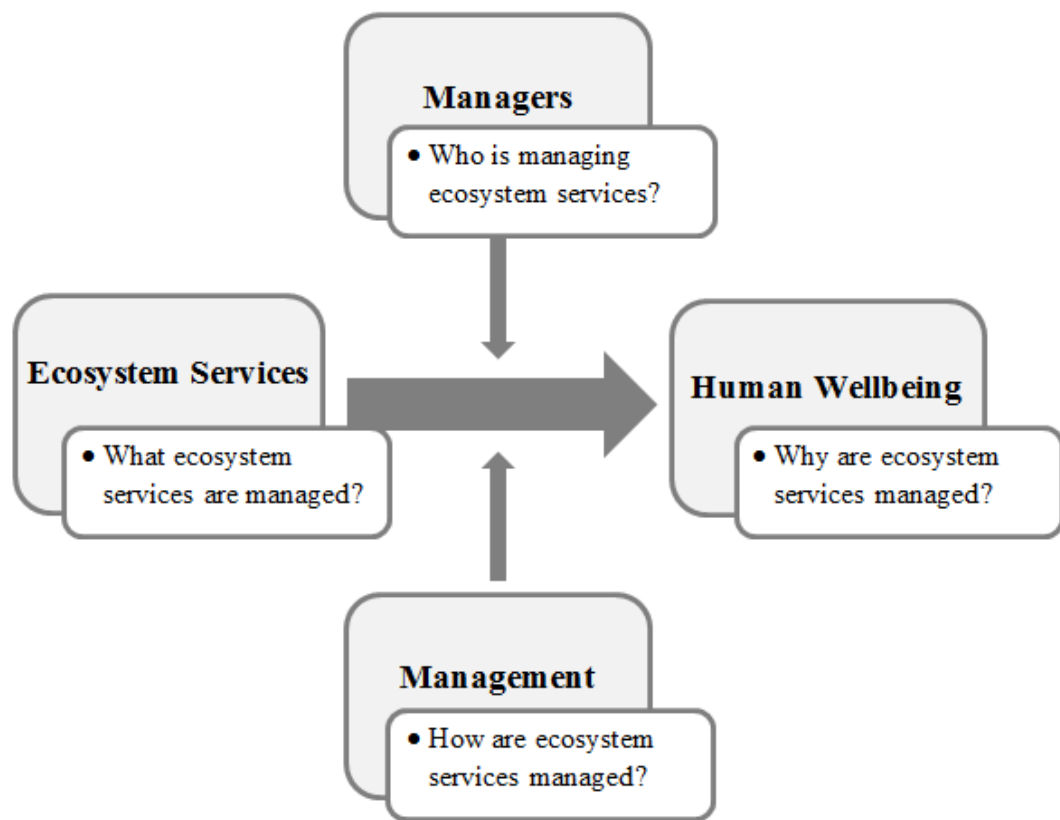 Managers
• Who is managing
ecosystem services?
Ecosystem Services
• What ecosystem
services are managed?
Human Wellbeing
• Why are ecosystem
services managed?
Management
• How are ecosystem
services managed?